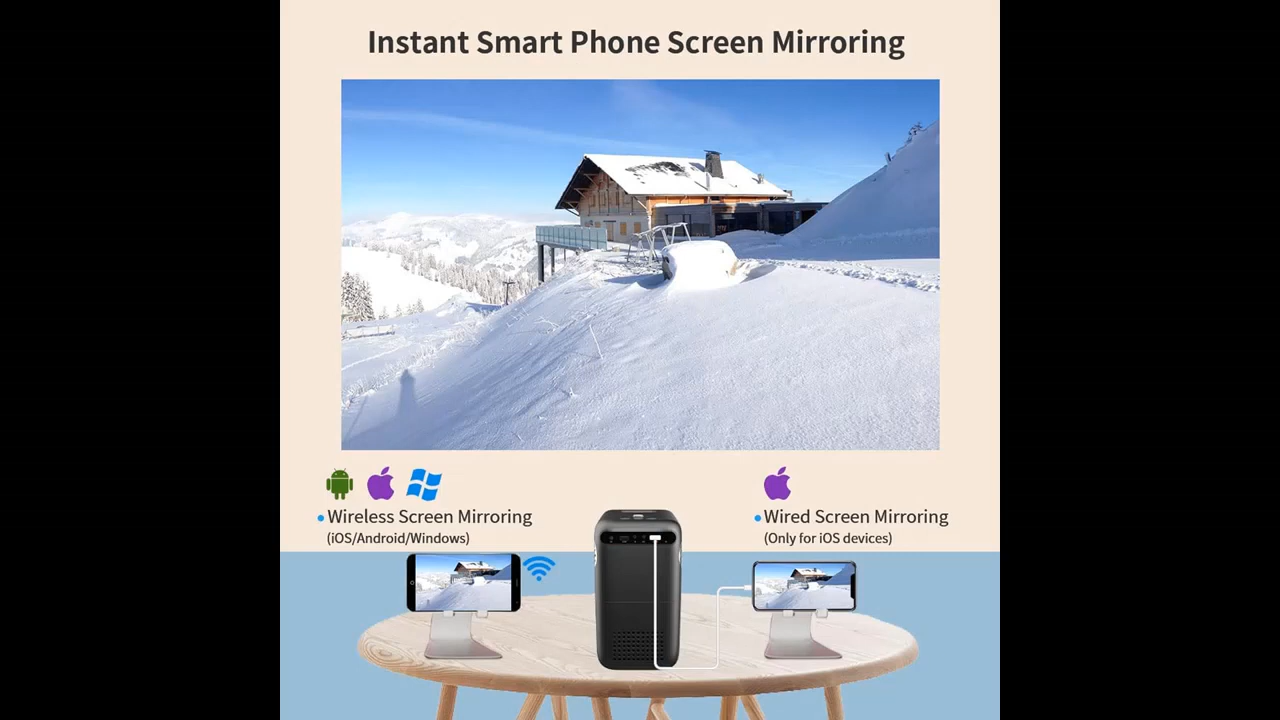 Instant Smart Phone Screen Mirroring
Wireless Screen Mirroring
(iOS/Android/Windows)
Wired Screen Mirroring
(Only for iOS devices)